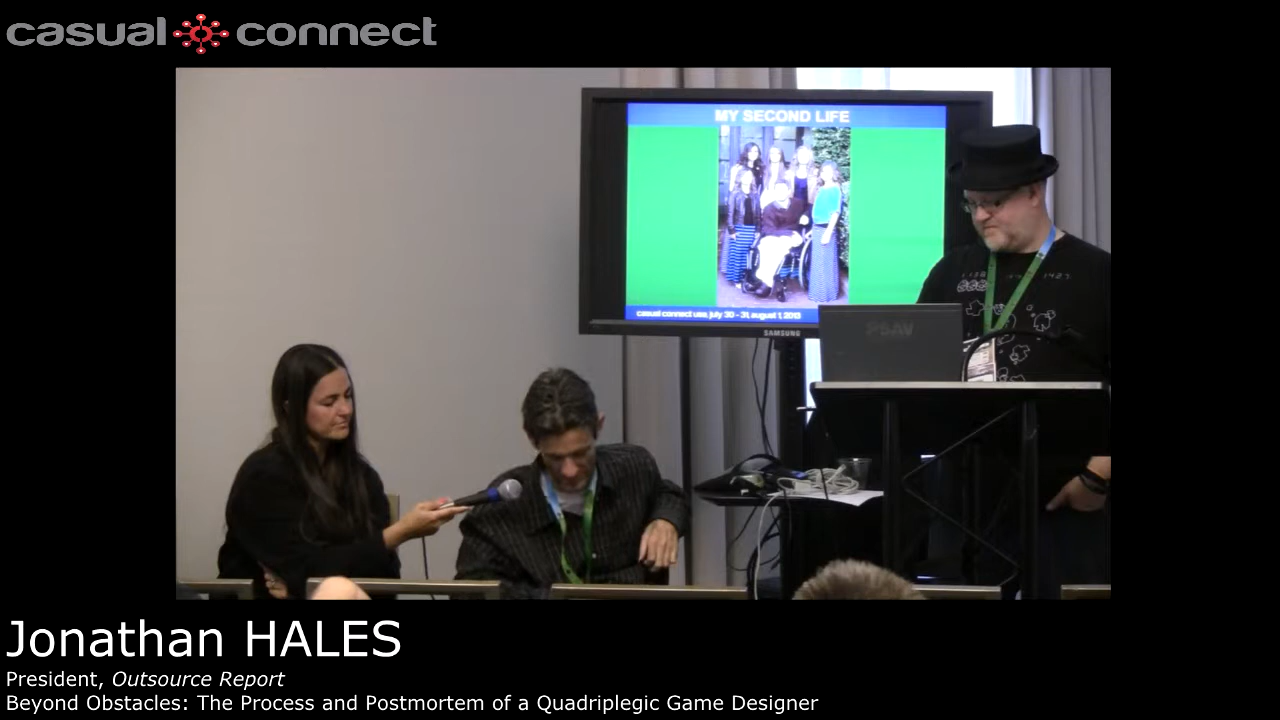 casual connect
MY SECOND LIFE
casual connect usa, july 30 - 31, august 1, 2013
SAMSUNG
PSAV
Jonathan HALES
President, Outsource Report
Beyond Obstacles: The Process and Postmortem of a Quadriplegic Game Designer